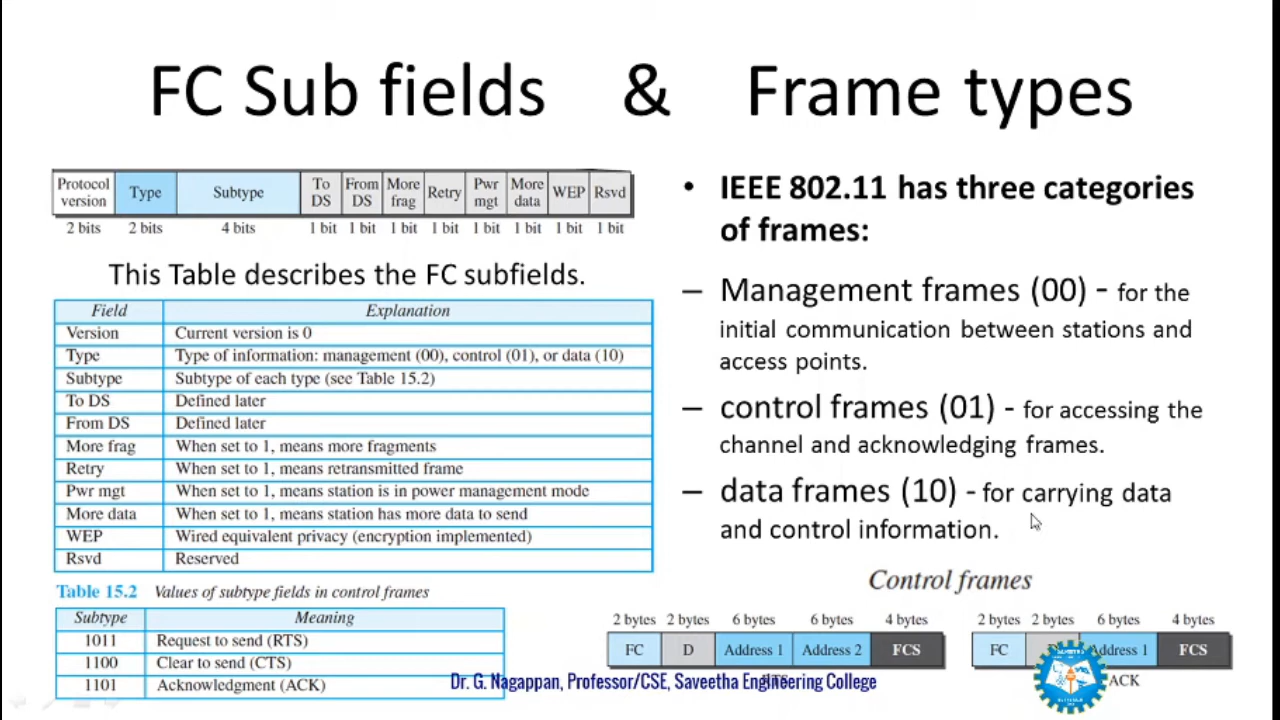 FC Sub fields & Frame types
Protocol version Type Subtype To DS From DS More frag Retry Pwr mgt More data WEP Rsvd
2 bits 2 bits 4 bits 1 bit 1 bit 1 bit 1 bit 1 bit 1 bit 1 bit 1 bit
This Table describes the FC subfields.
Field Explanation
Version Current version is 0
Type Type of information: management (00), control (01), or data (10)
Subtype Subtype of each type (see Table 15.2)
To DS Defined later
From DS Defined later
More frag When set to 1, means more fragments
Retry When set to 1, means retransmitted frame
Pwr mgt When set to 1, means station is in power management mode
More data When set to 1, means station has more data to send
WEP Wired equivalent privacy (encryption implemented)
Rsvd Reserved
Table 15.2 Values of subtype fields in control frames
Subtype Meaning
1011 Request to send (RTS)
1100 Clear to send (CTS)
1101 Acknowledgment (ACK)
• IEEE 802.11 has three categories
of frames:
– Management frames (00) - for the
initial communication between stations and
access points.
– control frames (01) - for accessing the
channel and acknowledging frames.
– data frames (10) - for carrying data
and control information.
Control frames
2 bytes 2 bytes 6 bytes 6 bytes 4 bytes
FC D Address 1 Address 2 FCS
2 bytes 2 bytes 6 bytes 4 bytes
FC Address 1 FCS
ACK
Dr. G. Nagappan, Professor/CSE, Saveetha Engineering College